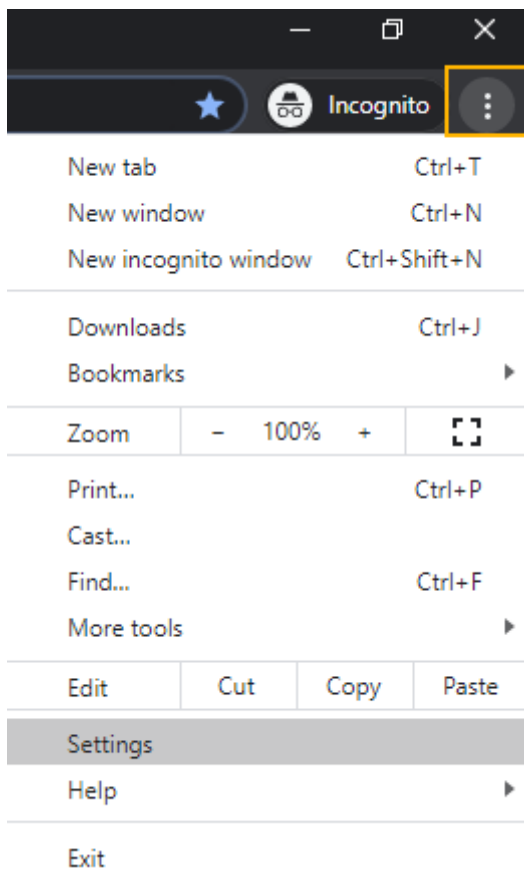 Incognito
New tab Ctrl+T
New window Ctrl+N
New incognito window Ctrl+Shift+N
Downloads Ctrl+J
Bookmarks
Zoom - 100% +
Print... Ctrl+P
Cast...
Find... Ctrl+F
More tools
Edit Cut Copy Paste
Settings
Help
Exit